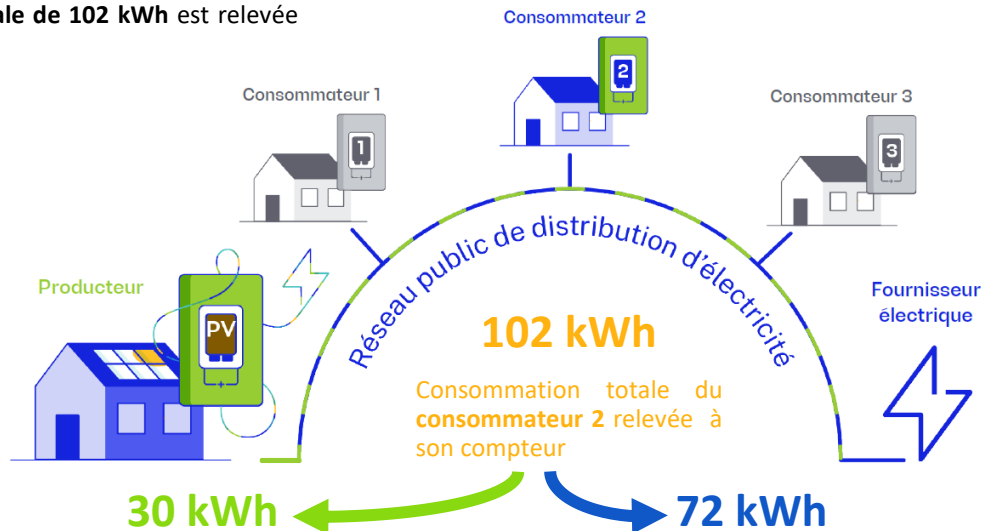 ale de 102 kWh est relevée
Consommateur 2
2
Consommateur 1
1
Consommateur 3
3
Réseau public de distribution d'électricité
Producteur
PV
Fournisseur
électrique
102 kWh
Consommation totale du
consommateur 2 relevée à
son compteur
30 kWh
72 kWh